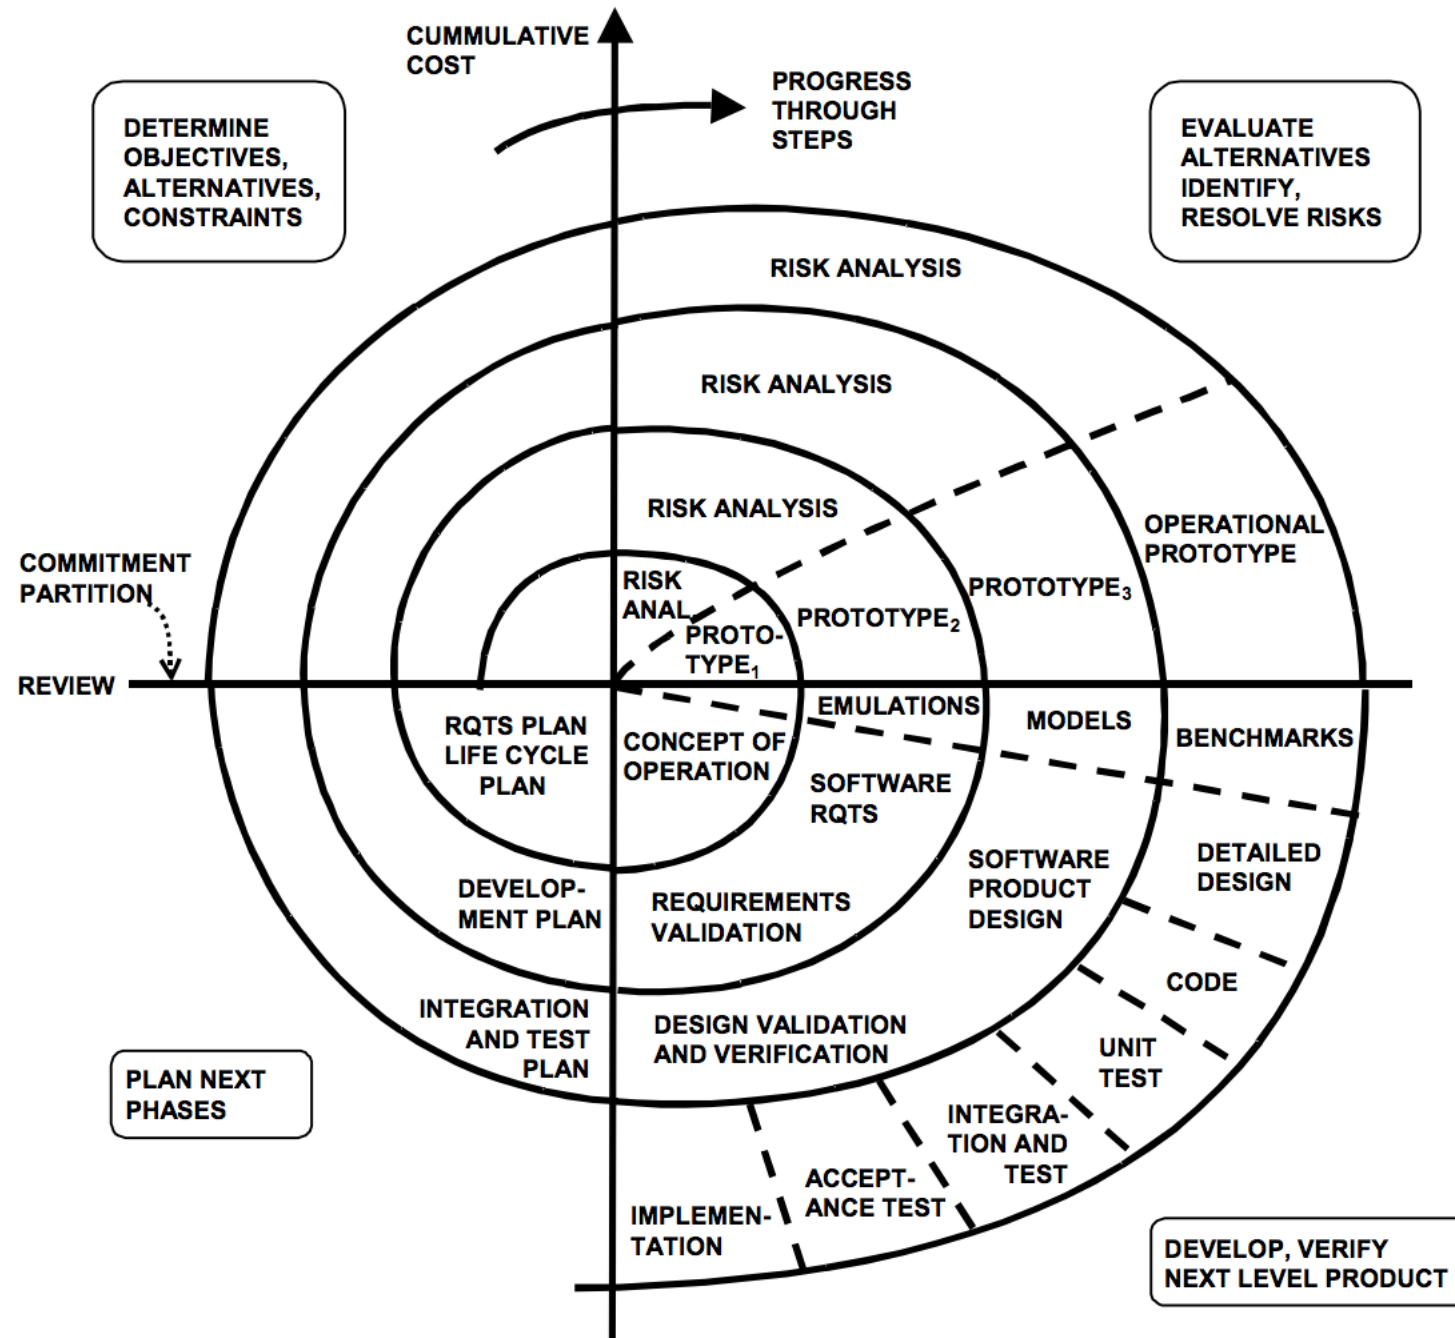 CUMMULATIVE
COST
PROGRESS
THROUGH
STEPS
DETERMINE
OBJECTIVES,
ALTERNATIVES,
CONSTRAINTS
EVALUATE
ALTERNATIVES
IDENTIFY,
RESOLVE RISKS
RISK ANALYSIS
RISK ANALYSIS
RISK ANALYSIS
RISK
ANAL.
PROTO-
TYPE1
PROTOTYPE2
PROTOTYPE3
OPERATIONAL
PROTOTYPE
COMMITMENT
PARTITION
REVIEW
EMULATIONS
MODELS
BENCHMARKS
RQTS PLAN
LIFE CYCLE
PLAN
CONCEPT OF
OPERATION
SOFTWARE
RQTS
SOFTWARE
PRODUCT
DESIGN
DETAILED
DESIGN
DEVELOP-
MENT PLAN
REQUIREMENTS
VALIDATION
CODE
INTEGRATION
AND TEST
PLAN
DESIGN VALIDATION
AND VERIFICATION
UNIT
TEST
PLAN NEXT
PHASES
INTEGRA-
TION AND
TEST
ACCEPT-
ANCE TEST
IMPLEMEN-
TATION
DEVELOP, VERIFY
NEXT LEVEL PRODUCT